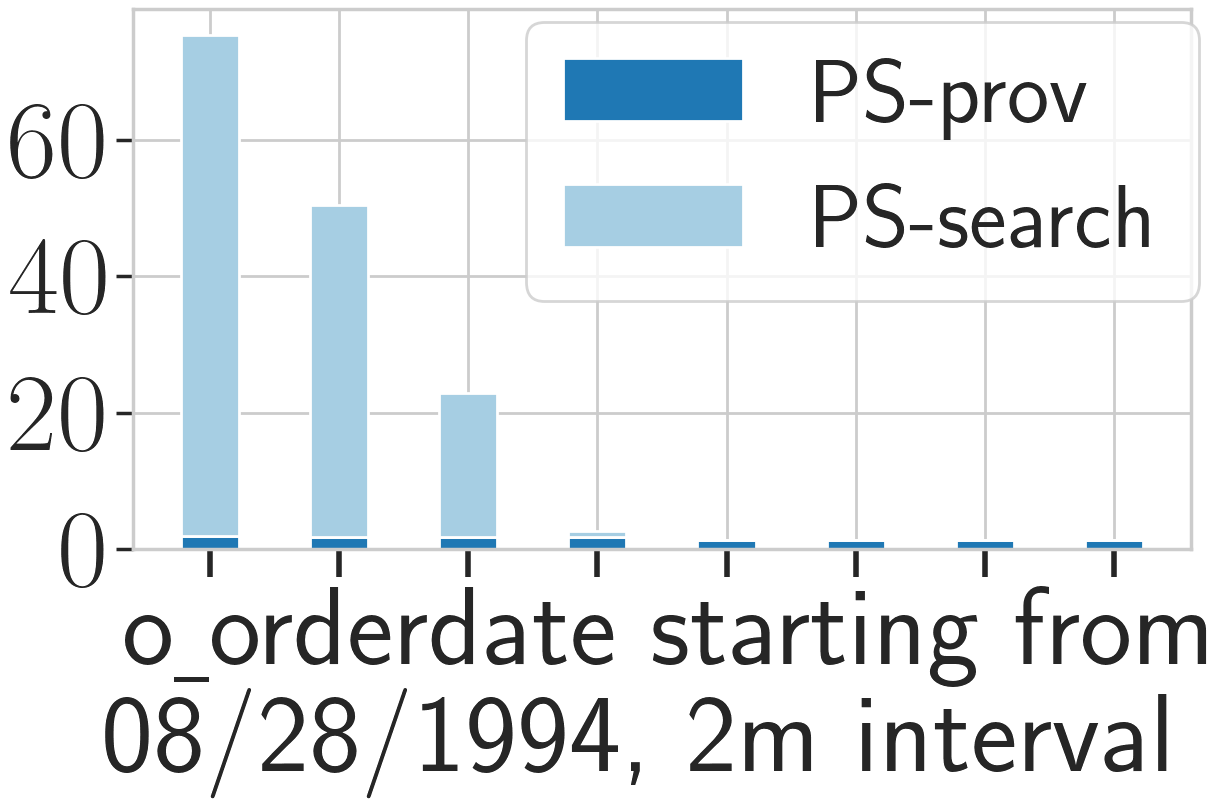 60
40
20
0
PS-prov
PS-search
o_orderdate starting from
08/28/1994, 2m interval